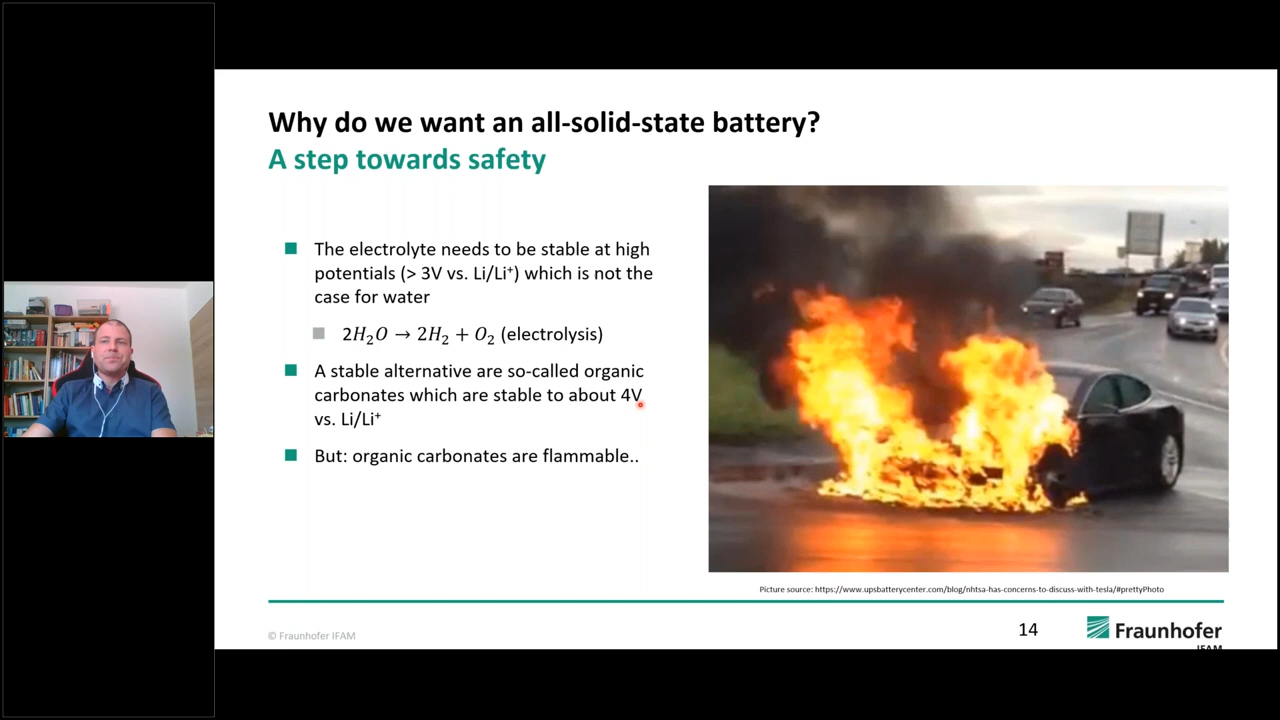 Why do we want an all-solid-state battery?
A step towards safety
The electrolyte needs to be stable at high
potentials (> 3V vs. Li/Li⁺) which is not the
case for water
2H₂O → 2H₂ + O₂ (electrolysis)
A stable alternative are so-called organic
carbonates which are stable to about 4V
vs. Li/Li⁺
But: organic carbonates are flammable..
Picture source: https://www.upsbatterycenter.com/blog/nhtsa-has-concerns-to-discuss-with-tesla/#prettyPhoto
© Fraunhofer IFAM
14
Fraunhofer
IFAM